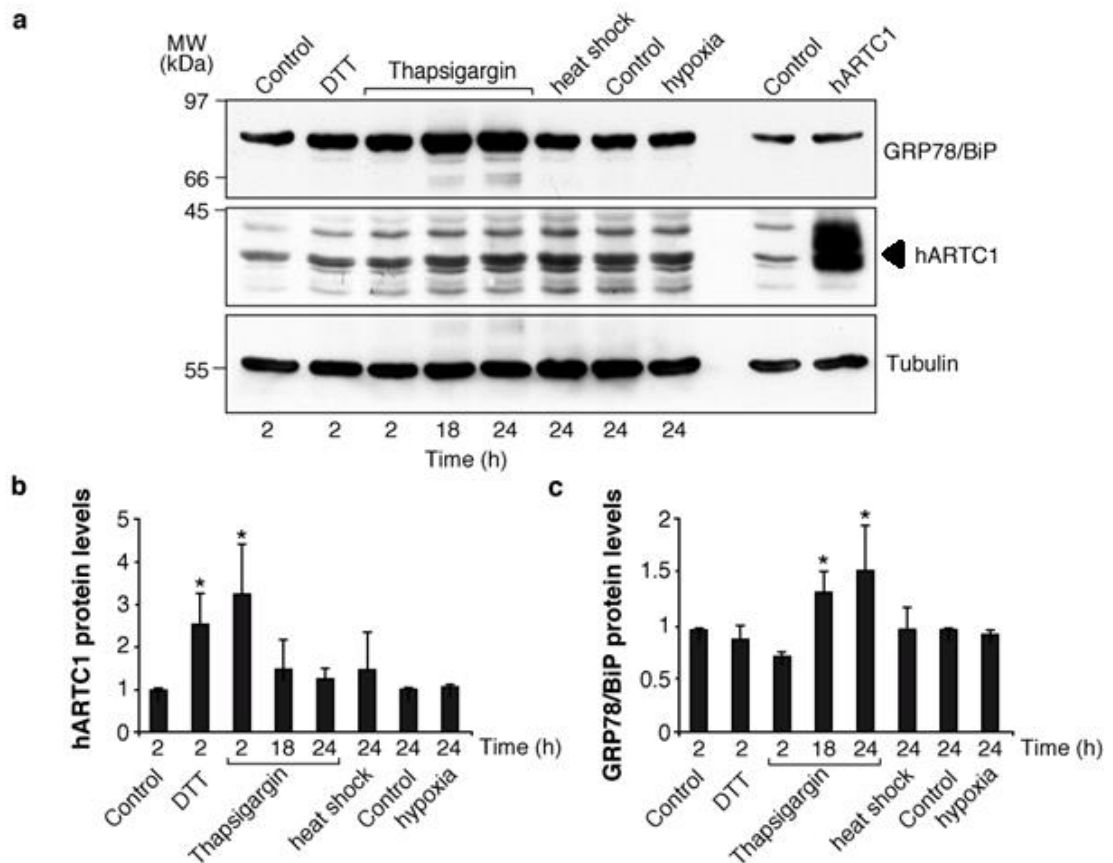 a
MW
(kDa)
Control
DTT
Thapsigargin
heat shock
Control
hypoxia
Control
hARTC1
97
66
GRP78/BiP
45
hARTC1
55
Tubulin
2 2 2 18 24 24 24 24
Time (h)
b
hARTC1 protein levels
5
4
3
2
1
0
* *
2 2 2 18 24 24 24 24 Time (h)
Control
DTT
Thapsigargin
heat shock
Control
hypoxia
c
GRP78/BiP protein levels
2
1.5
1
0.5
0
* *
2 2 2 18 24 24 24 24 Time (h)
Control
DTT
Thapsigargin
heat shock
Control
hypoxia